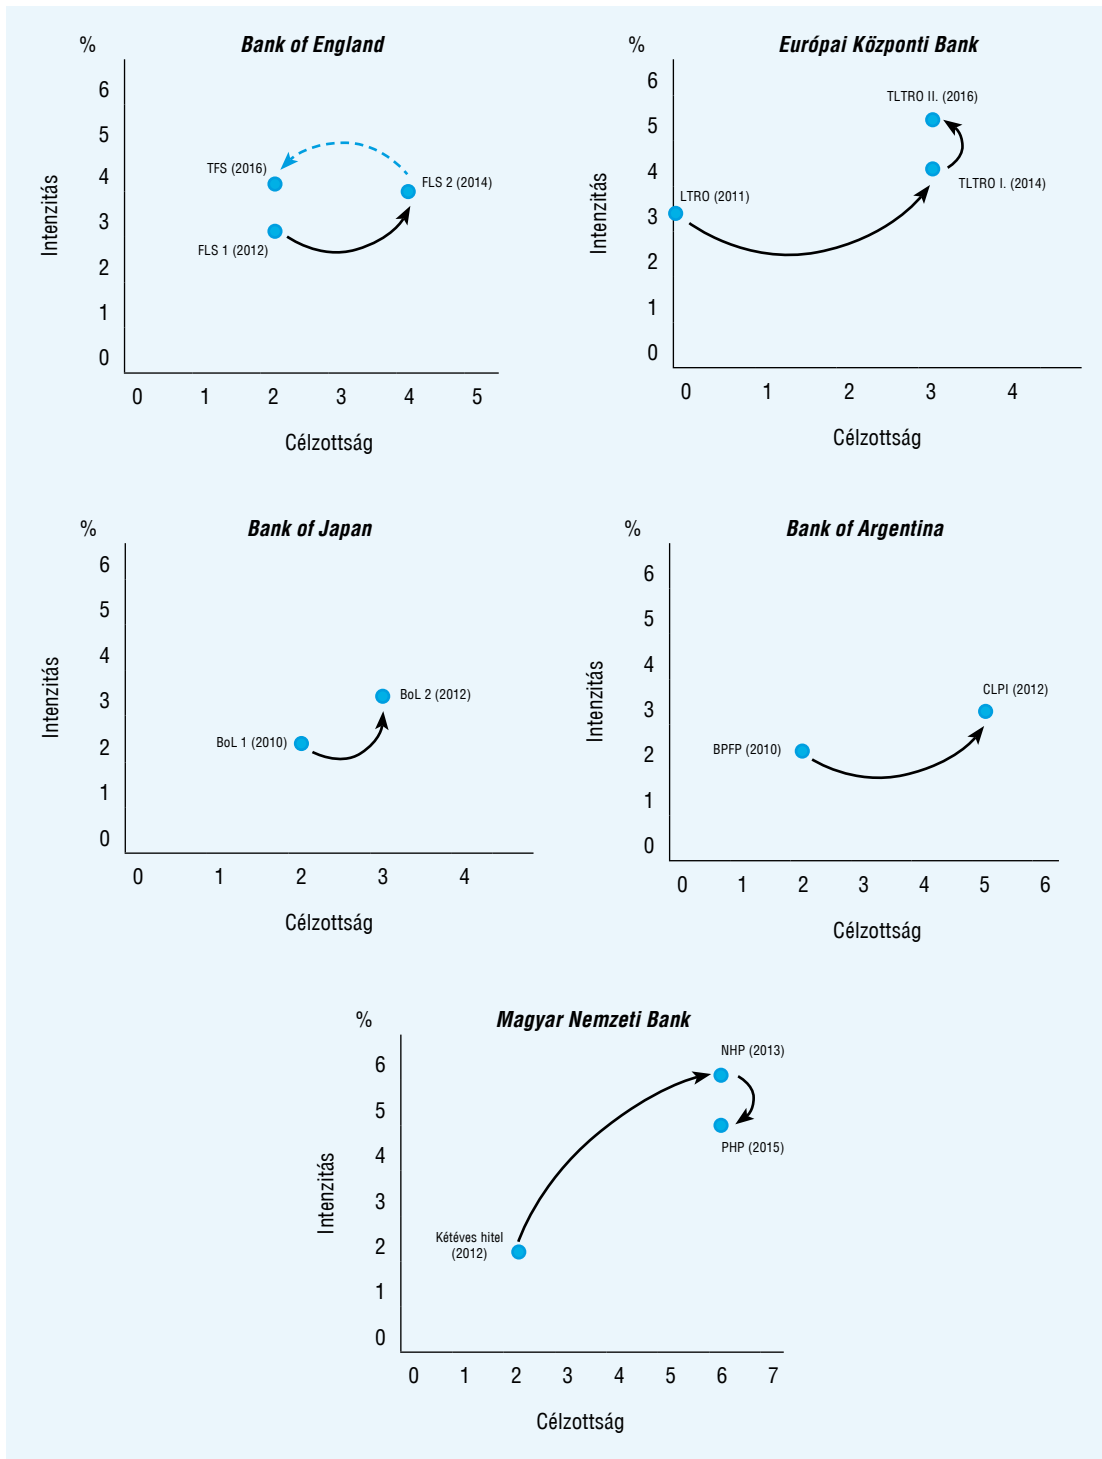 %
Bank of England
6
5
4
3
2
1
0
Intenzitás
TFS (2016)
FLS 2 (2014)
FLS 1 (2012)
0 1 2 3 4 5
Célzottság
%
Európai Központi Bank
6
5
4
3
2
1
0
Intenzitás
TLTRO II. (2016)
TLTRO I. (2014)
LTRO (2011)
0 1 2 3 4
Célzottság
%
Bank of Japan
6
5
4
3
2
1
0
Intenzitás
BoL 2 (2012)
BoL 1 (2010)
0 1 2 3 4
Célzottság
%
Bank of Argentina
6
5
4
3
2
1
0
Intenzitás
CLPI (2012)
BPFP (2010)
0 1 2 3 4 5 6
Célzottság
%
Magyar Nemzeti Bank
6
5
4
3
2
1
0
Intenzitás
NHP (2013)
PHP (2015)
Kétéves hitel
(2012)
0 1 2 3 4 5 6 7
Célzottság